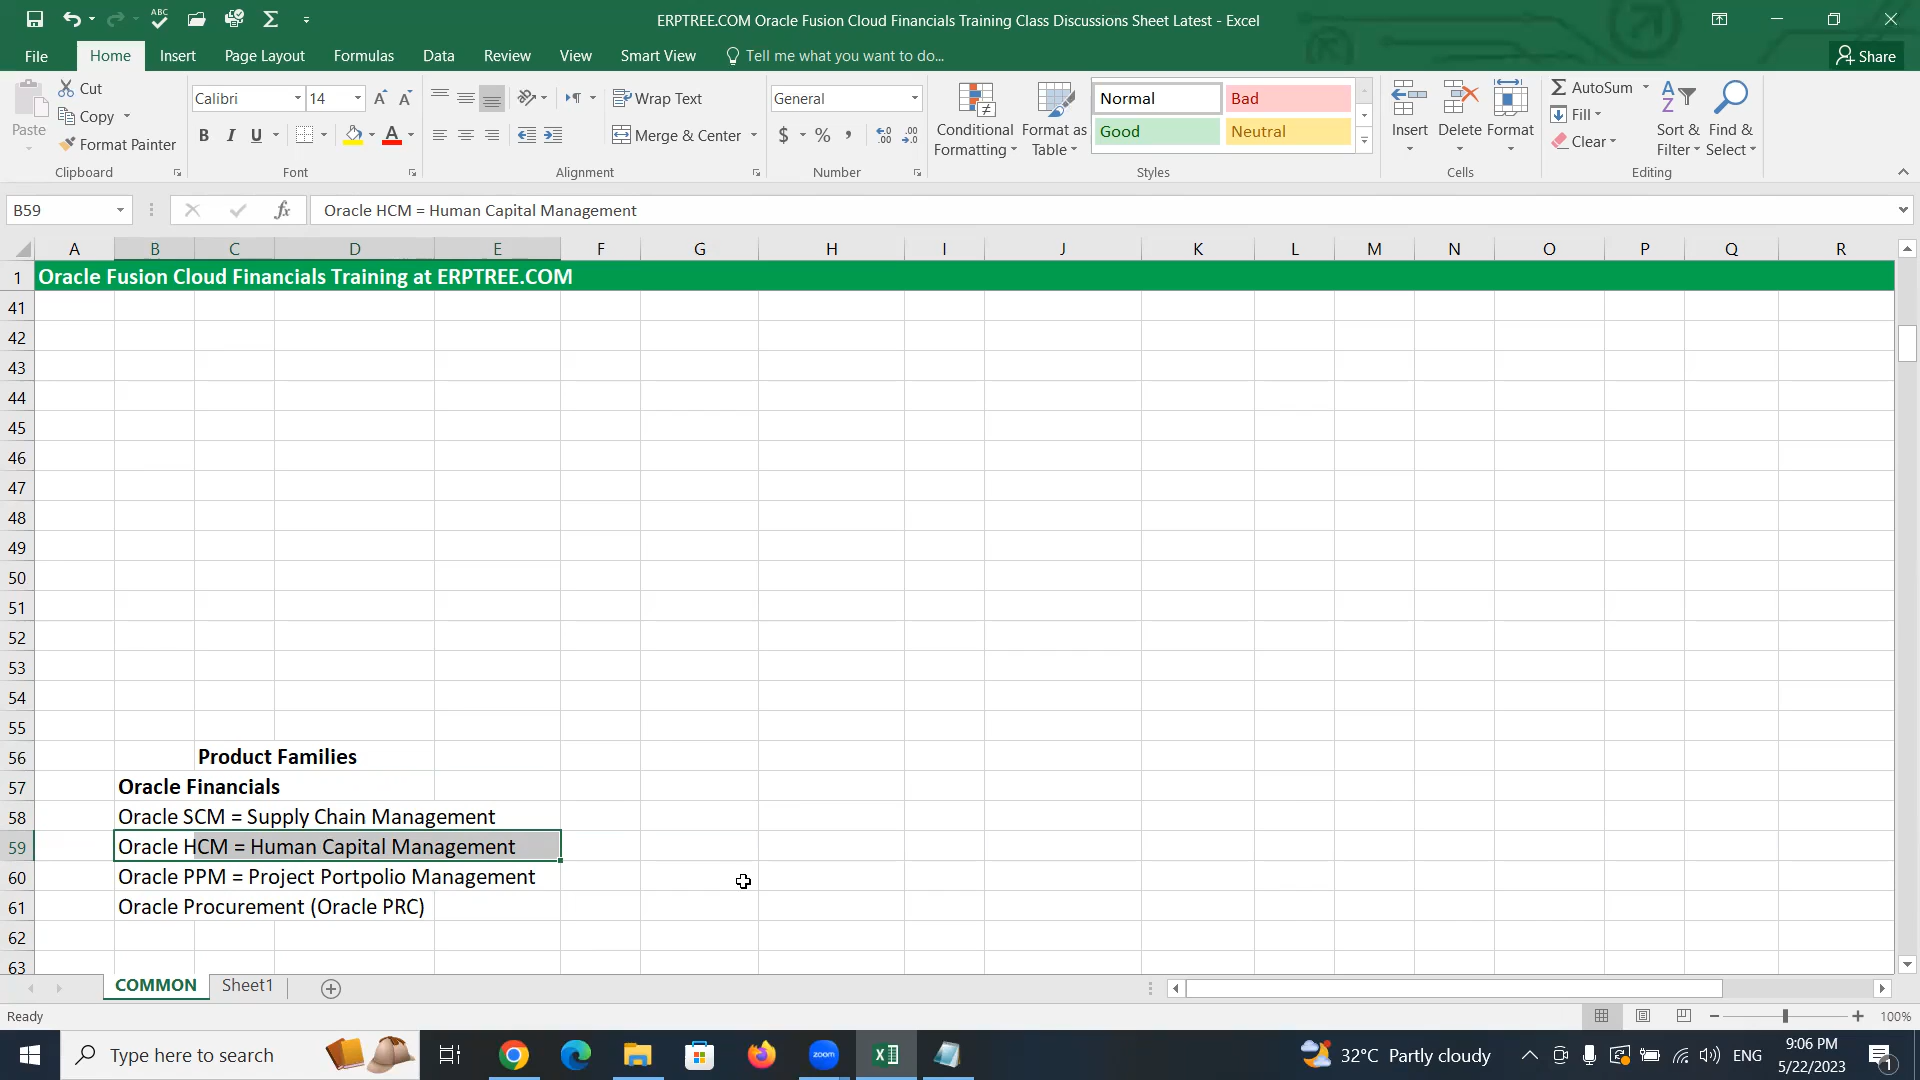 ERPTREE.COM Oracle Fusion Cloud Financials Training Class Discussions Sheet Latest - Excel
File Home Insert Page Layout Formulas Data Review View Smart View Tell me what you want to do... Share
Paste
Cut
Copy
Format Painter
Clipboard
Calibri 14
B I U
Font
Wrap Text
Merge & Center
Alignment
General
$ % ,
Number
Conditional Formatting
Format as Table
Normal Bad
Good Neutral
Styles
Insert Delete Format
Cells
AutoSum
Fill
Clear
Sort & Filter
Find & Select
Editing
B59
fx
Oracle HCM = Human Capital Management
A B C D E F G H I J K L M N O P Q R
1 Oracle Fusion Cloud Financials Training at ERPTREE.COM
41
42
43
44
45
46
47
48
49
50
51
52
53
54
55
56 Product Families
57 Oracle Financials
58 Oracle SCM = Supply Chain Management
59 Oracle HCM = Human Capital Management
60 Oracle PPM = Project Portpolio Management
61 Oracle Procurement (Oracle PRC)
62
63
COMMON Sheet1
Ready
100%
Type here to search
zoom
32°C Partly cloudy
ENG
9:06 PM
5/22/2023
1